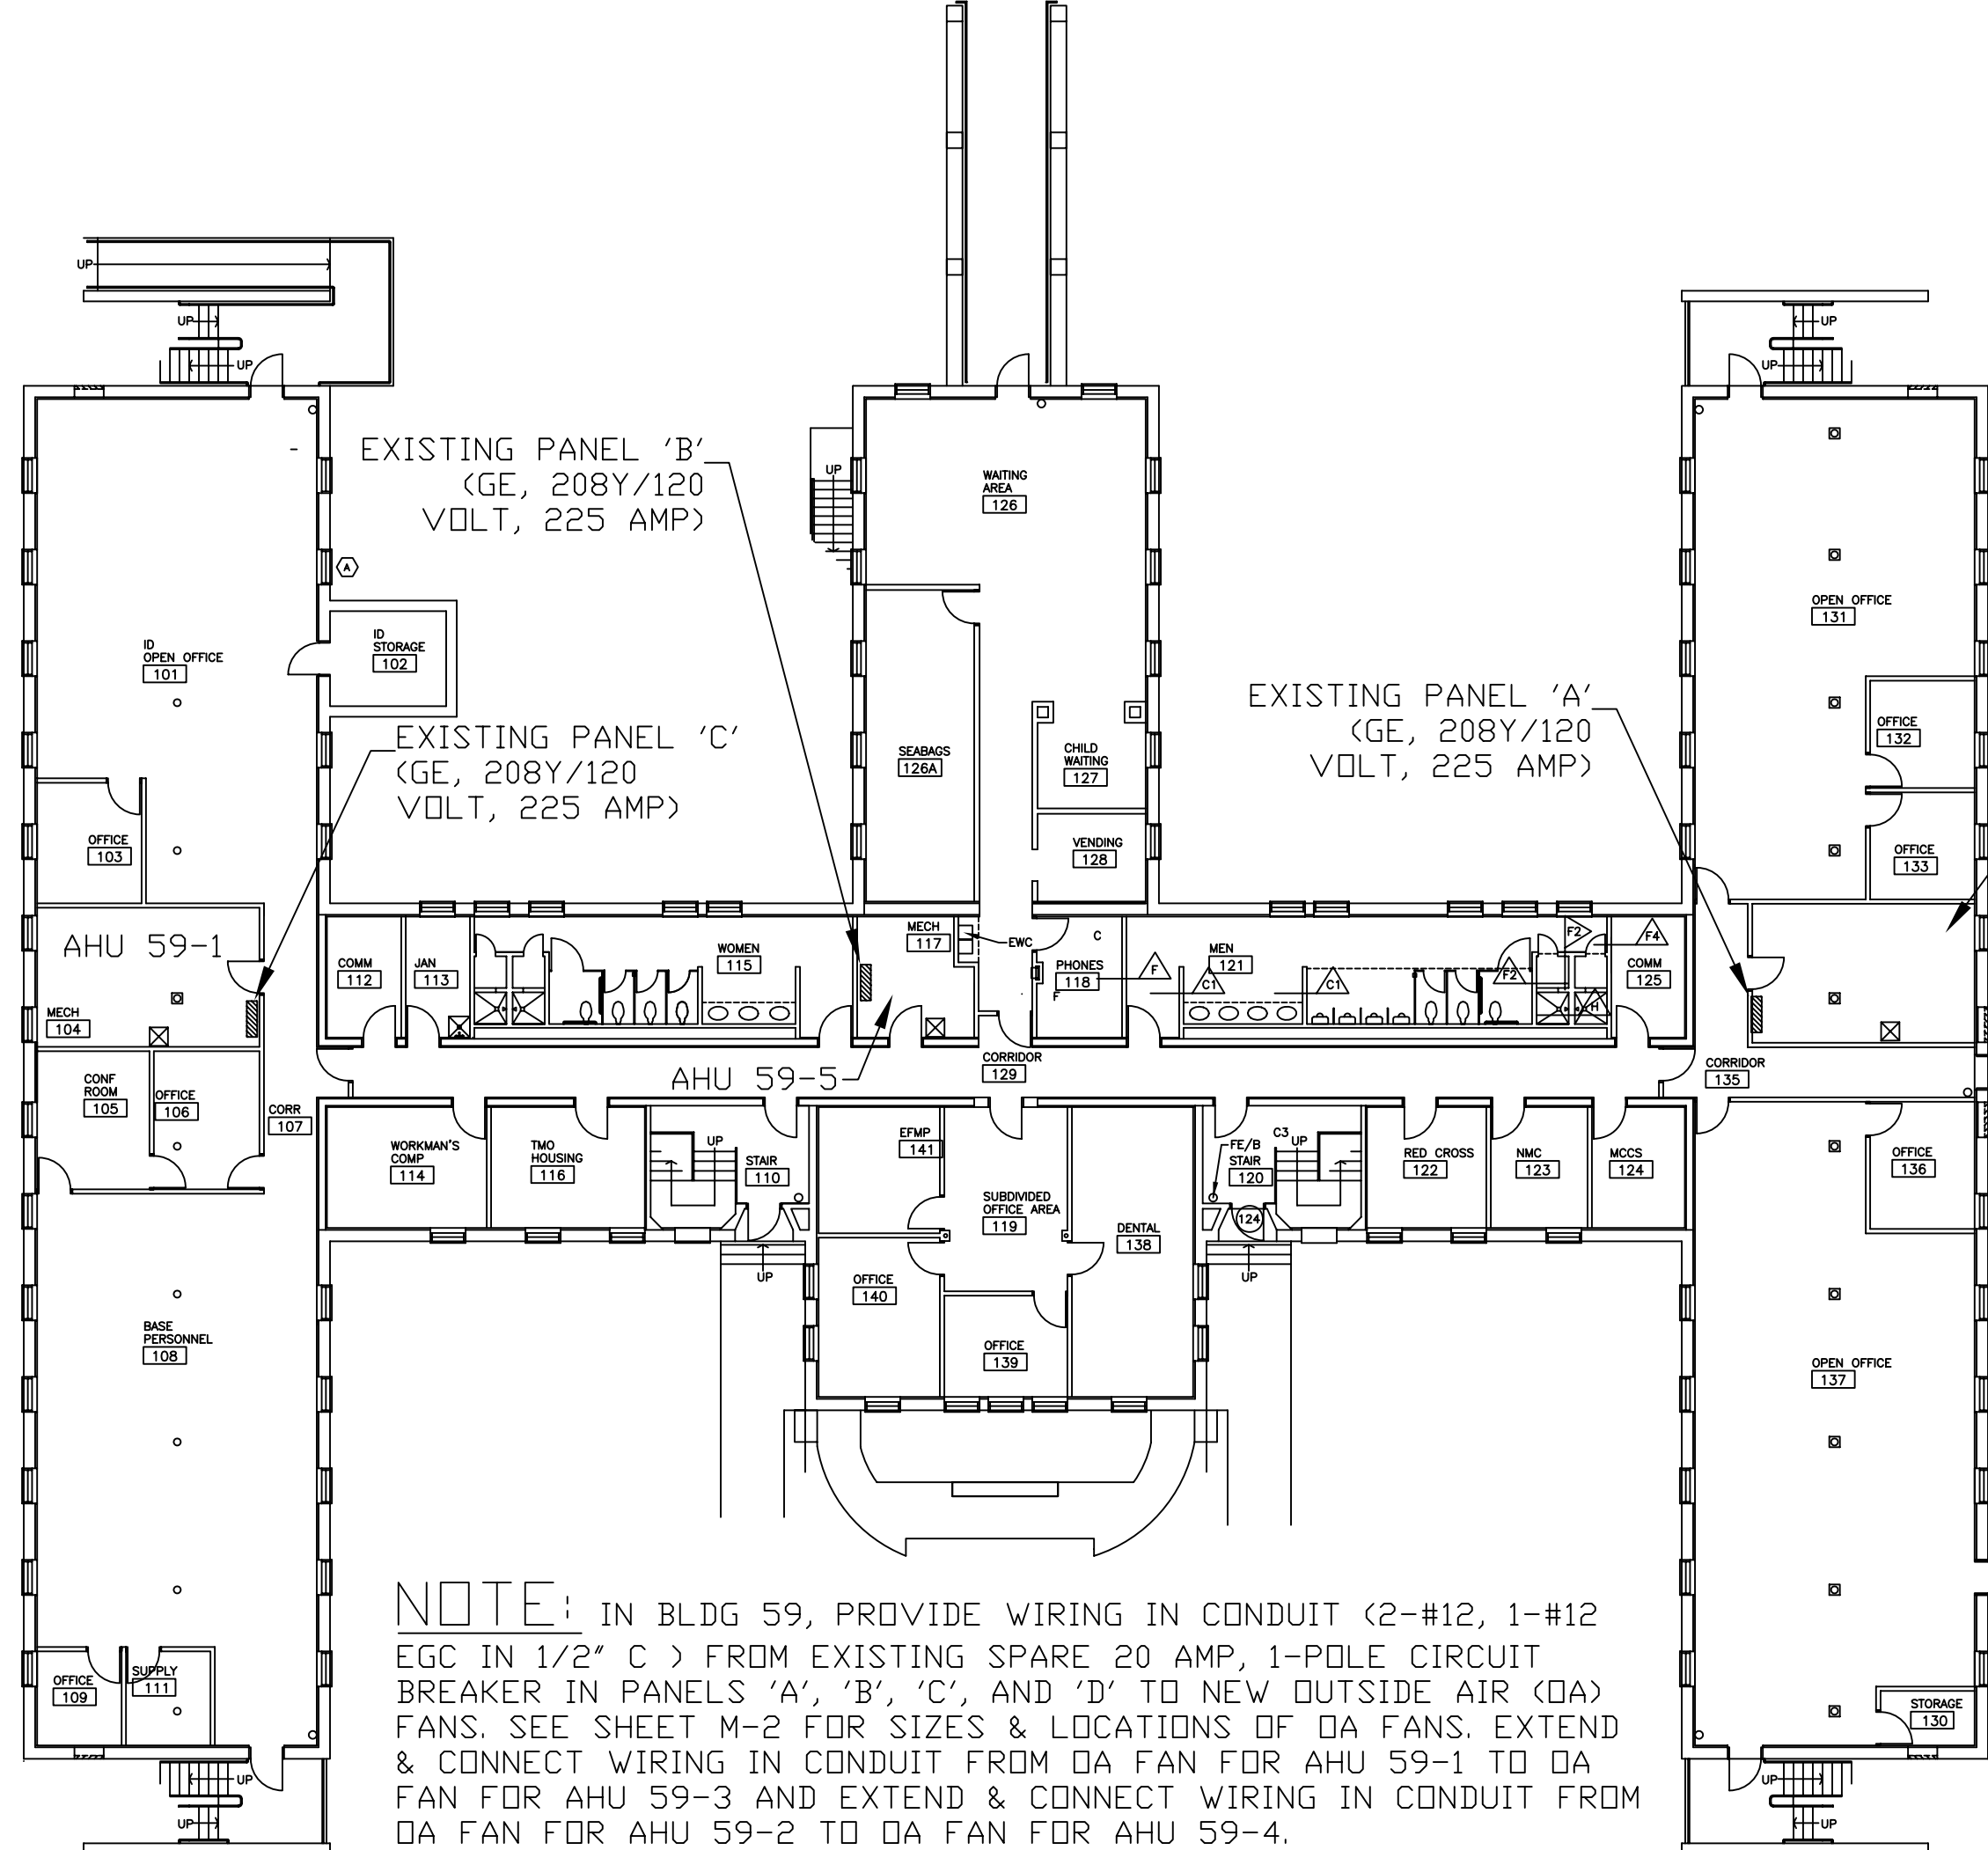 UP
UP
UP
UP
UP
EXISTING PANEL 'B'
(GE, 208Y/120
VOLT, 225 AMP)
UP
WAITING
AREA
126
A
OPEN OFFICE
131
ID
OPEN OFFICE
101
ID
STORAGE
102
EXISTING PANEL 'A'
(GE, 208Y/120
VOLT, 225 AMP)
OFFICE
132
EXISTING PANEL 'C'
(GE, 208Y/120
VOLT, 225 AMP)
SEABAGS
126A
CHILD
WAITING
127
OFFICE
103
VENDING
128
OFFICE
133
AHU 59-1
MECH
104
COMM
112
JAN
113
WOMEN
115
MECH
117
EWC
C
PHONES
118
F
F
MEN
121
C1
C1
F2
F2
F4
H
COMM
125
CORRIDOR
129
AHU 59-5
CORRIDOR
135
CONF
ROOM
105
OFFICE
106
CORR
107
WORKMAN'S
COMP
114
TMO
HOUSING
116
UP
STAIR
110
EFMP
141
SUBDIVIDED
OFFICE AREA
119
DENTAL
138
FE/B
STAIR
120
C3
UP
124
RED CROSS
122
NMC
123
MCCS
124
OFFICE
136
UP
UP
OFFICE
140
OFFICE
139
BASE
PERSONNEL
108
OPEN OFFICE
137
OFFICE
109
SUPPLY
111
STORAGE
130
NOTE: IN BLDG 59, PROVIDE WIRING IN CONDUIT (2-#12, 1-#12
EGC IN 1/2" C ) FROM EXISTING SPARE 20 AMP, 1-POLE CIRCUIT
BREAKER IN PANELS 'A', 'B', 'C', AND 'D' TO NEW OUTSIDE AIR (OA)
FANS. SEE SHEET M-2 FOR SIZES & LOCATIONS OF OA FANS. EXTEND
& CONNECT WIRING IN CONDUIT FROM OA FAN FOR AHU 59-1 TO OA
FAN FOR AHU 59-3 AND EXTEND & CONNECT WIRING IN CONDUIT FROM
OA FAN FOR AHU 59-2 TO OA FAN FOR AHU 59-4.
UP
UP
UP
UP